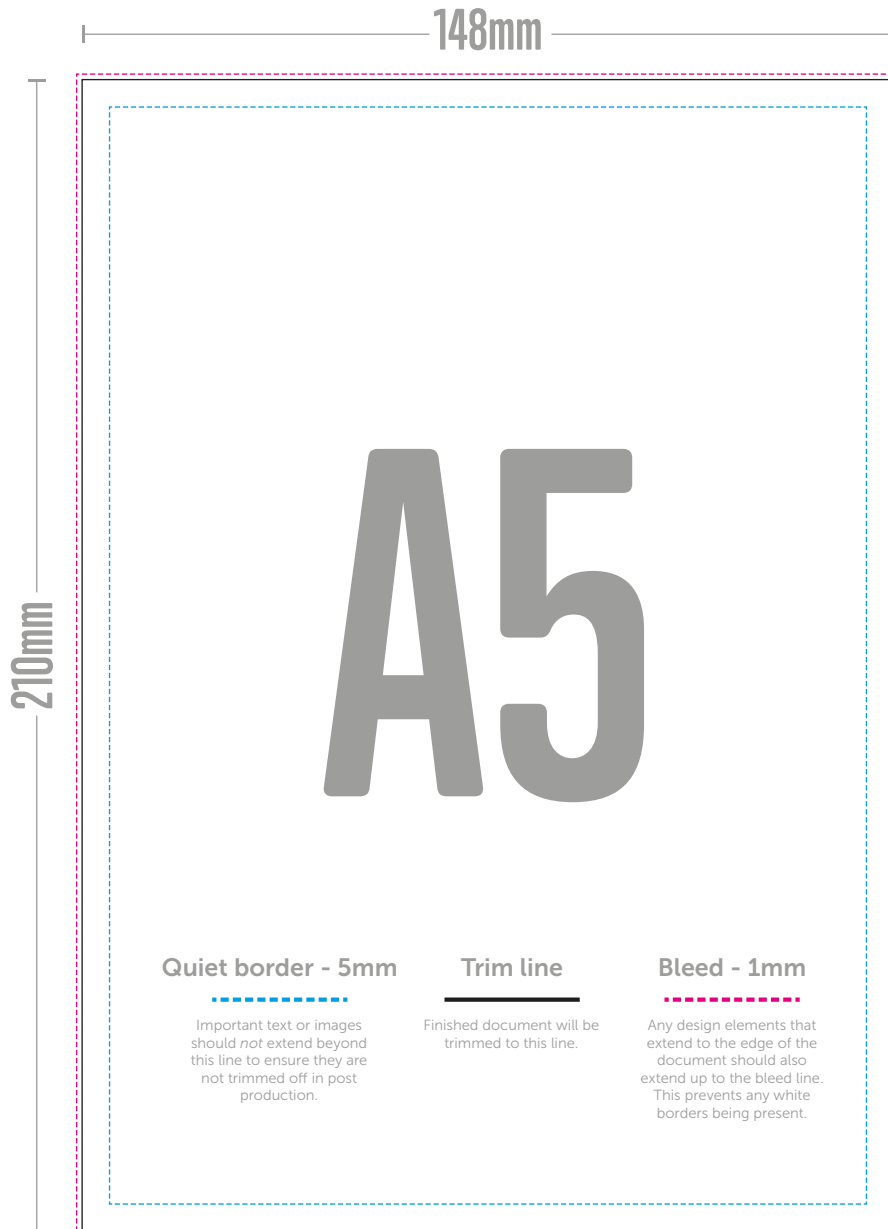 148mm
210mm
A5
Quiet border - 5mm
Important text or images
should not extend beyond
this line to ensure they are
not trimmed off in post
production.
Trim line
Finished document will be
trimmed to this line.
Bleed - 1mm
Any design elements that
extend to the edge of the
document should also
extend up to the bleed line.
This prevents any white
borders being present.